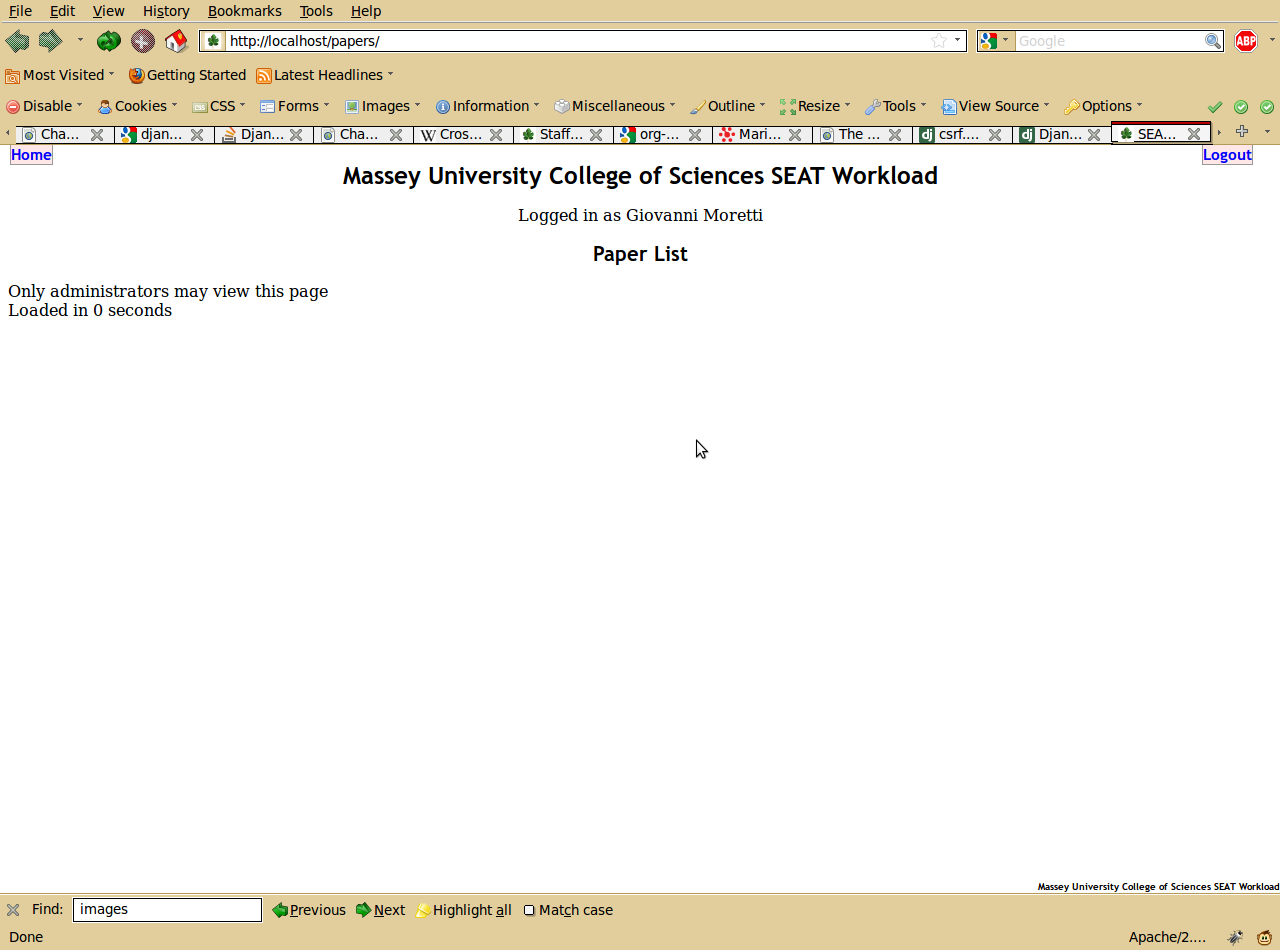 File Edit View History Bookmarks Tools Help
http://localhost/papers/ Google ABP
Most Visited Getting Started Latest Headlines
Disable Cookies CSS Forms Images Information Miscellaneous Outline Resize Tools View Source Options
Cha... djan... Djan... Cha... Cros... Staff... org-... Mari... The ... csrf.... Djan... SEA...
Home Logout
Massey University College of Sciences SEAT Workload
Logged in as Giovanni Moretti
Paper List
Only administrators may view this page
Loaded in 0 seconds
Massey University College of Sciences SEAT Workload
Find: images Previous Next Highlight all Match case
Done Apache/2....